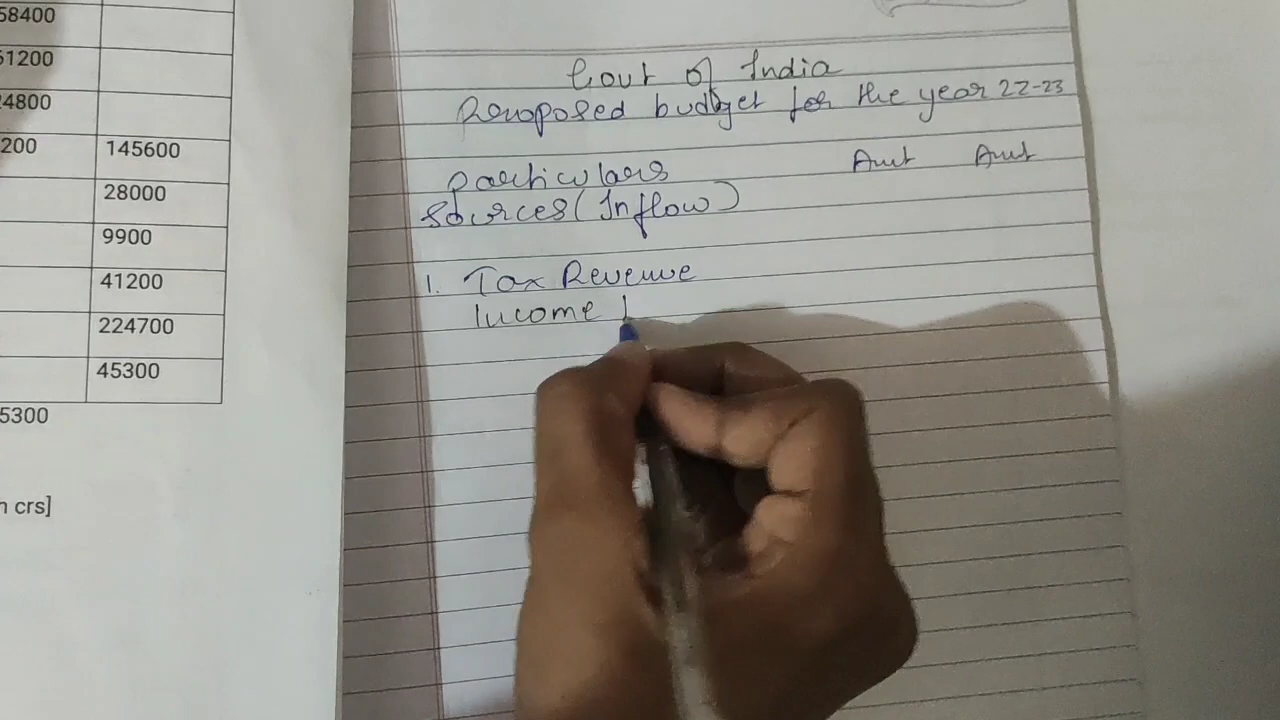 58400
51200
24800
200 145600
28000
9900
41200
224700
45300
5300
n crs]
Govt of India
Proposed budget for the year 22-23
Particulars Amt Amt
Sources (Inflow)
1. Tax Revenue
Income